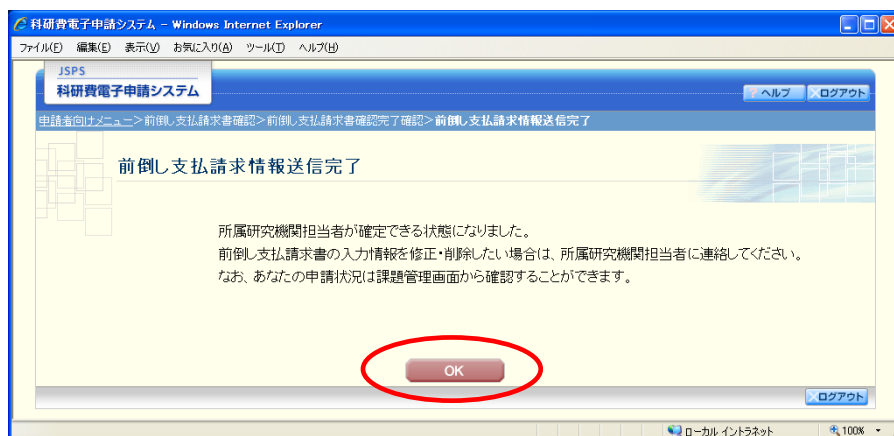 科研費電子申請システム - Windows Internet Explorer
ファイル(F) 編集(E) 表示(V) お気に入り(A) ツール(T) ヘルプ(H)
JSPS
科研費電子申請システム
? ヘルプ ×ログアウト
申請者向けメニュー>前倒し支払請求書確認>前倒し支払請求書確認完了確認>前倒し支払請求情報送信完了
前倒し支払請求情報送信完了
所属研究機関担当者が確定できる状態になりました。
前倒し支払請求書の入力情報を修正・削除したい場合は、所属研究機関担当者に連絡してください。
なお、あなたの申請状況は課題管理画面から確認することができます。
OK
×ログアウト
ローカル イントラネット 100%